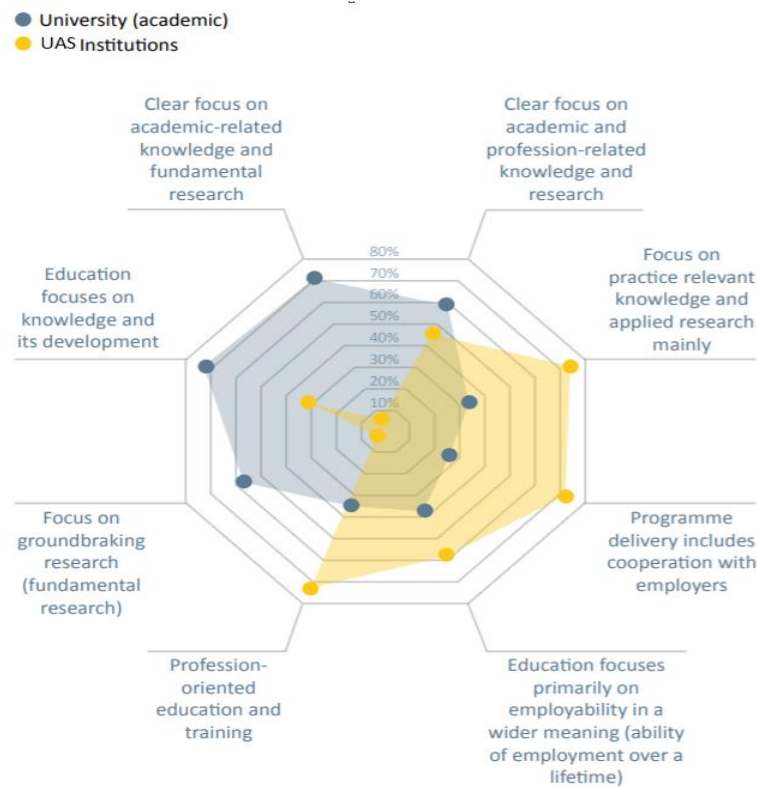 University (academic)
UAS Institutions
Clear focus on
academic-related
knowledge and
fundamental
research
Clear focus on
academic and
profession-related
knowledge and
research
Education
focuses on
knowledge and
its development
80%
70%
60%
50%
40%
30%
20%
10%
Focus on
practice relevant
knowledge and
applied research
mainly
Focus on
groundbraking
research
(fundamental
research)
Programme
delivery includes
cooperation with
employers
Profession-
oriented
education and
training
Education focuses
primarily on
employability in a
wider meaning (ability
of employment over a
lifetime)